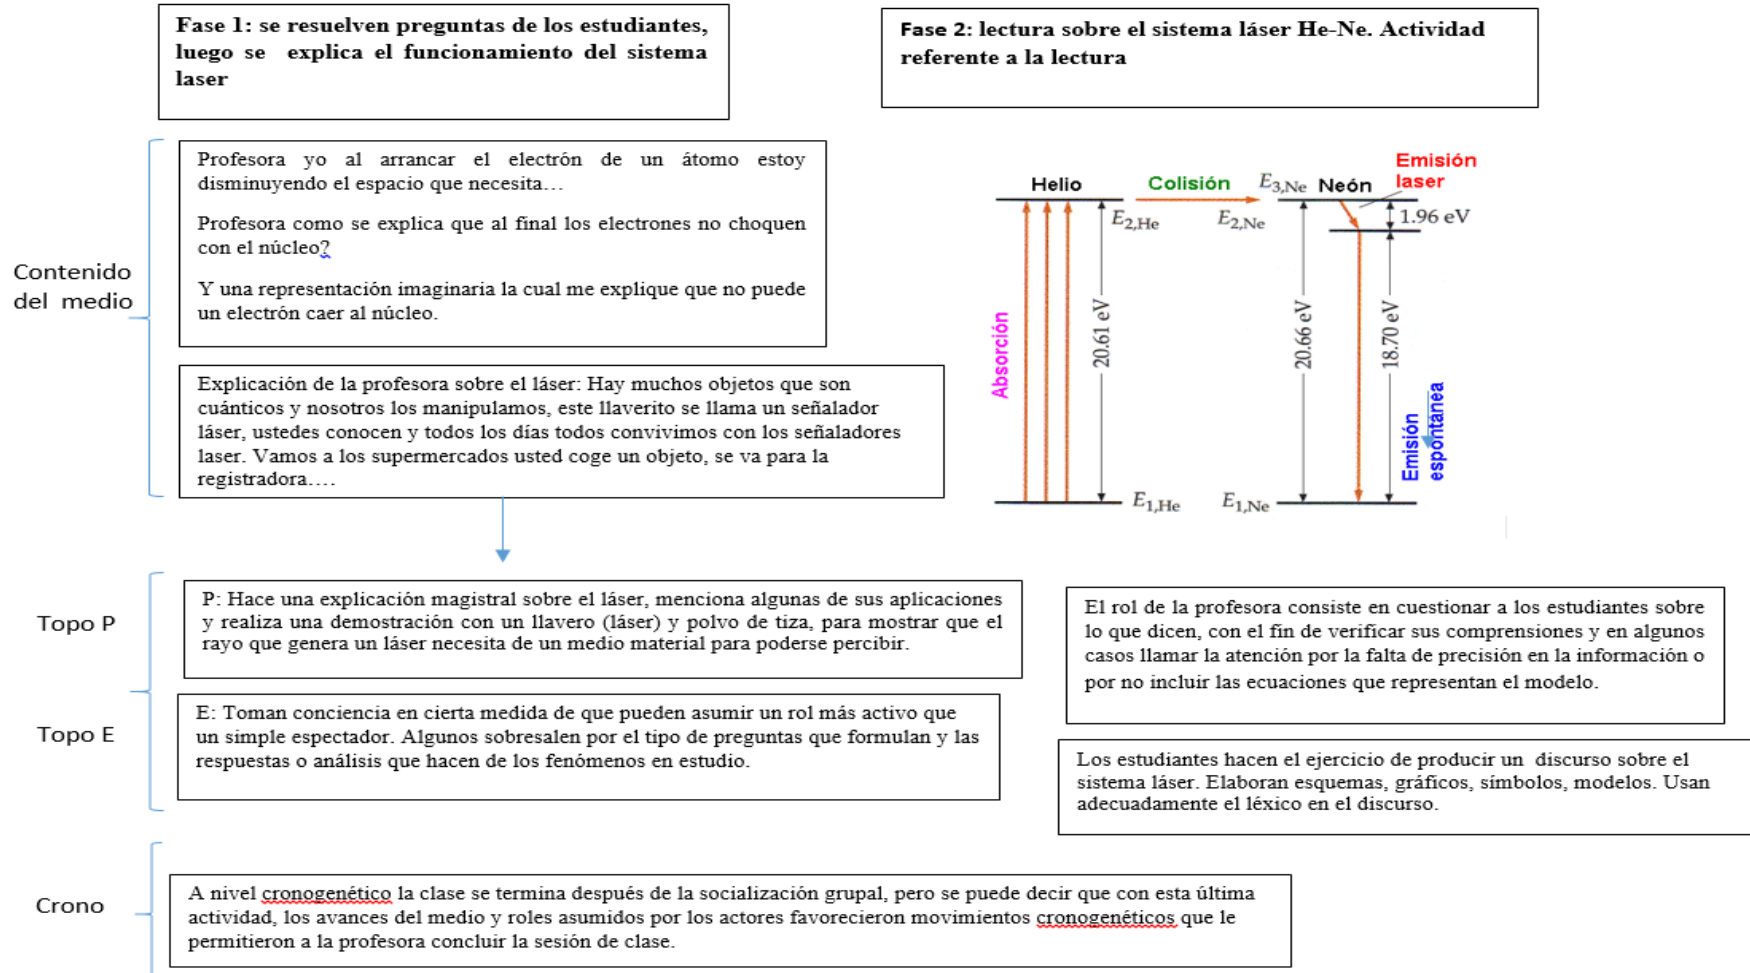 Fase 1: se resuelven preguntas de los estudiantes,
luego se explica el funcionamiento del sistema
laser
Fase 2: lectura sobre el sistema láser He-Ne. Actividad
referente a la lectura
Contenido
del medio
Profesora yo al arrancar el electrón de un átomo estoy
disminuyendo el espacio que necesita…
Profesora como se explica que al final los electrones no choquen
con el núcleo?
Y una representación imaginaria la cual me explique que no puede
un electrón caer al núcleo.
Explicación de la profesora sobre el láser: Hay muchos objetos que son
cuánticos y nosotros los manipulamos, este llaverito se llama un señalador
láser, ustedes conocen y todos los días todos convivimos con los señaladores
laser. Vamos a los supermercados usted coge un objeto, se va para la
registradora….
Emisión
laser
Helio
Colisión
E3,Ne
Neón
E2,He
E2,Ne
1.96 eV
Absorción
20.61 eV
20.66 eV
18.70 eV
Emisión
espontánea
E1,He
E1,Ne
Topo P
P: Hace una explicación magistral sobre el láser, menciona algunas de sus aplicaciones
y realiza una demostración con un llavero (láser) y polvo de tiza, para mostrar que el
rayo que genera un láser necesita de un medio material para poderse percibir.
El rol de la profesora consiste en cuestionar a los estudiantes sobre
lo que dicen, con el fin de verificar sus comprensiones y en algunos
casos llamar la atención por la falta de precisión en la información o
por no incluir las ecuaciones que representan el modelo.
Topo E
E: Toman conciencia en cierta medida de que pueden asumir un rol más activo que
un simple espectador. Algunos sobresalen por el tipo de preguntas que formulan y las
respuestas o análisis que hacen de los fenómenos en estudio.
Los estudiantes hacen el ejercicio de producir un discurso sobre el
sistema láser. Elaboran esquemas, gráficos, símbolos, modelos. Usan
adecuadamente el léxico en el discurso.
Crono
A nivel cronogenético la clase se termina después de la socialización grupal, pero se puede decir que con esta última
actividad, los avances del medio y roles asumidos por los actores favorecieron movimientos cronogenéticos que le
permitieron a la profesora concluir la sesión de clase.